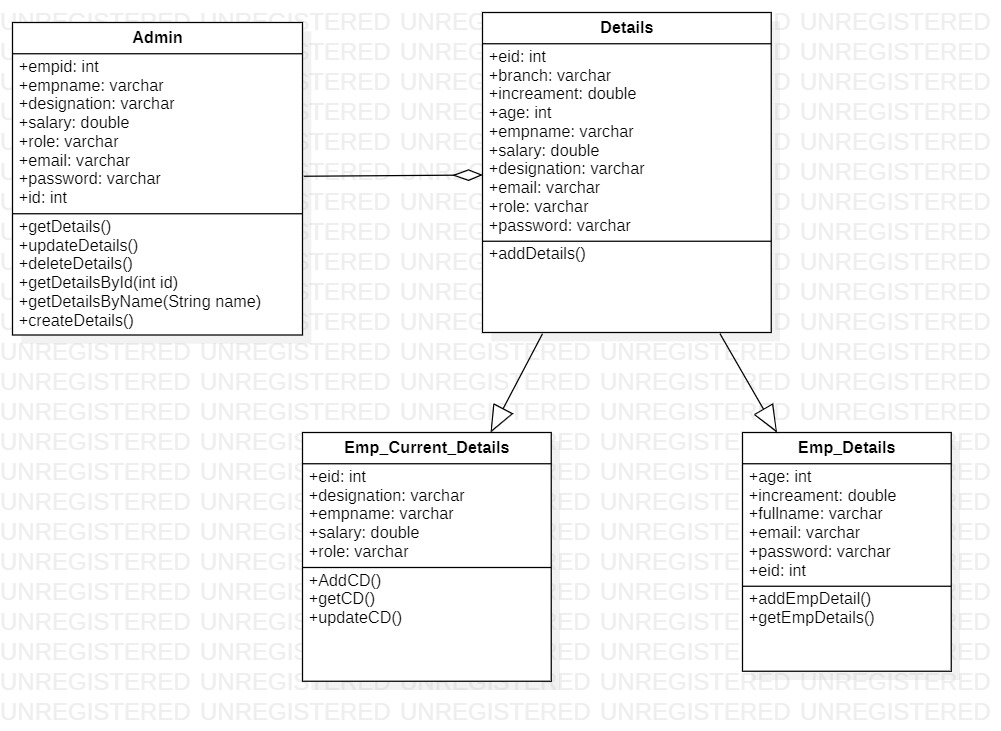 Admin
+empid: int
+empname: varchar
+designation: varchar
+salary: double
+role: varchar
+email: varchar
+password: varchar
+id: int
+getDetails()
+updateDetails()
+deleteDetails()
+getDetailsById(int id)
+getDetailsByName(String name)
+createDetails()
Details
+eid: int
+branch: varchar
+increament: double
+age: int
+empname: varchar
+salary: double
+designation: varchar
+email: varchar
+role: varchar
+password: varchar
+addDetails()
Emp_Current_Details
+eid: int
+designation: varchar
+empname: varchar
+salary: double
+role: varchar
+AddCD()
+getCD()
+updateCD()
Emp_Details
+age: int
+increament: double
+fullname: varchar
+email: varchar
+password: varchar
+eid: int
+addEmpDetail()
+getEmpDetails()
UNREGISTERED UNREGISTERED UNREGISTERED UNREGISTERED UNREGISTERED